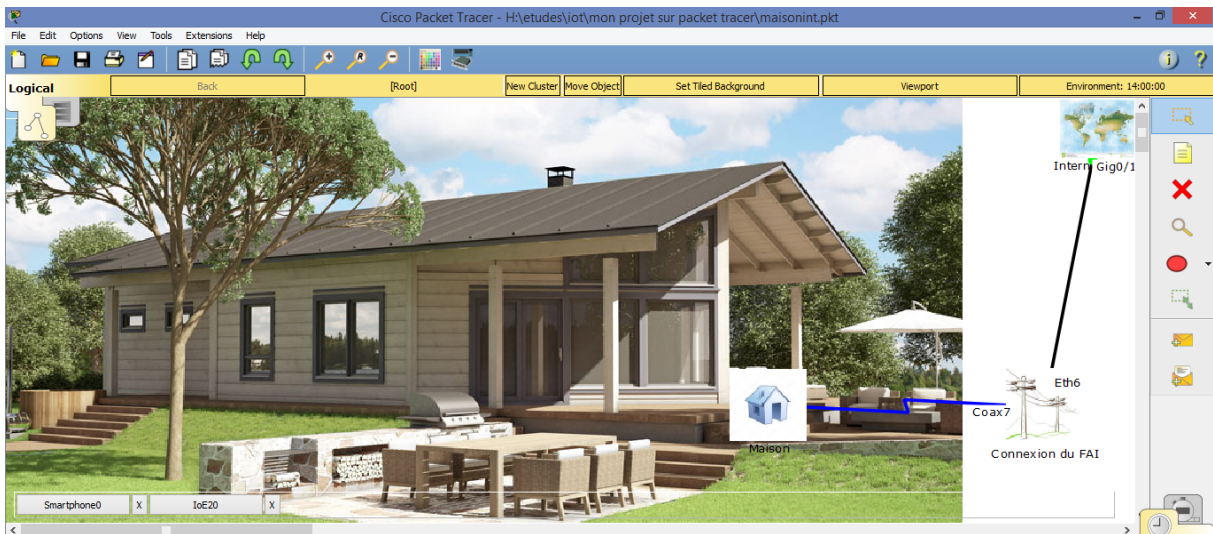 Cisco Packet Tracer - H:\etudes\iot\mon projet sur packet tracer\maisonint.pkt
File Edit Options View Tools Extensions Help
Logical Back [Root] New Cluster Move Object Set Tiled Background Viewport Environment: 14:00:00
Intern Gig0/1
Eth6
Coax7
Maison
Connexion du FAI
Smartphone0 X IoE20 X